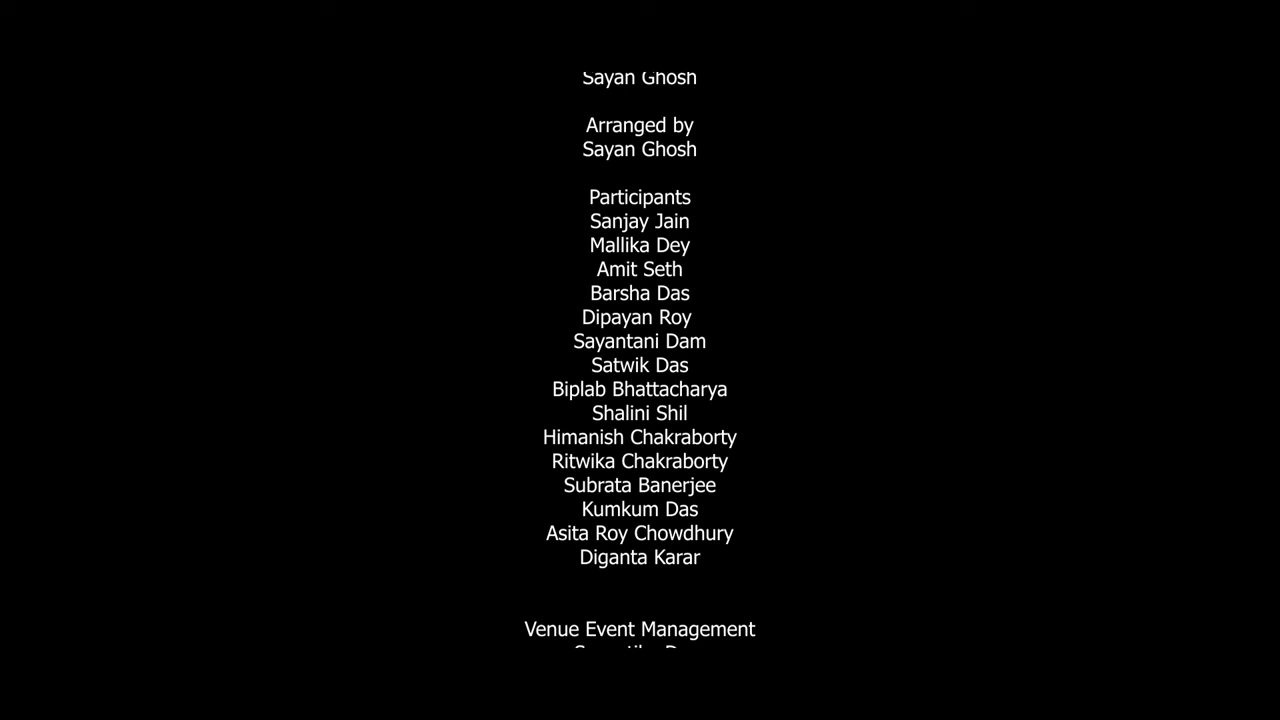 Sayan Ghosh
Arranged by
Sayan Ghosh
Participants
Sanjay Jain
Mallika Dey
Amit Seth
Barsha Das
Dipayan Roy
Sayantani Dam
Satwik Das
Biplab Bhattacharya
Shalini Shil
Himanish Chakraborty
Ritwika Chakraborty
Subrata Banerjee
Kumkum Das
Asita Roy Chowdhury
Diganta Karar
Venue Event Management